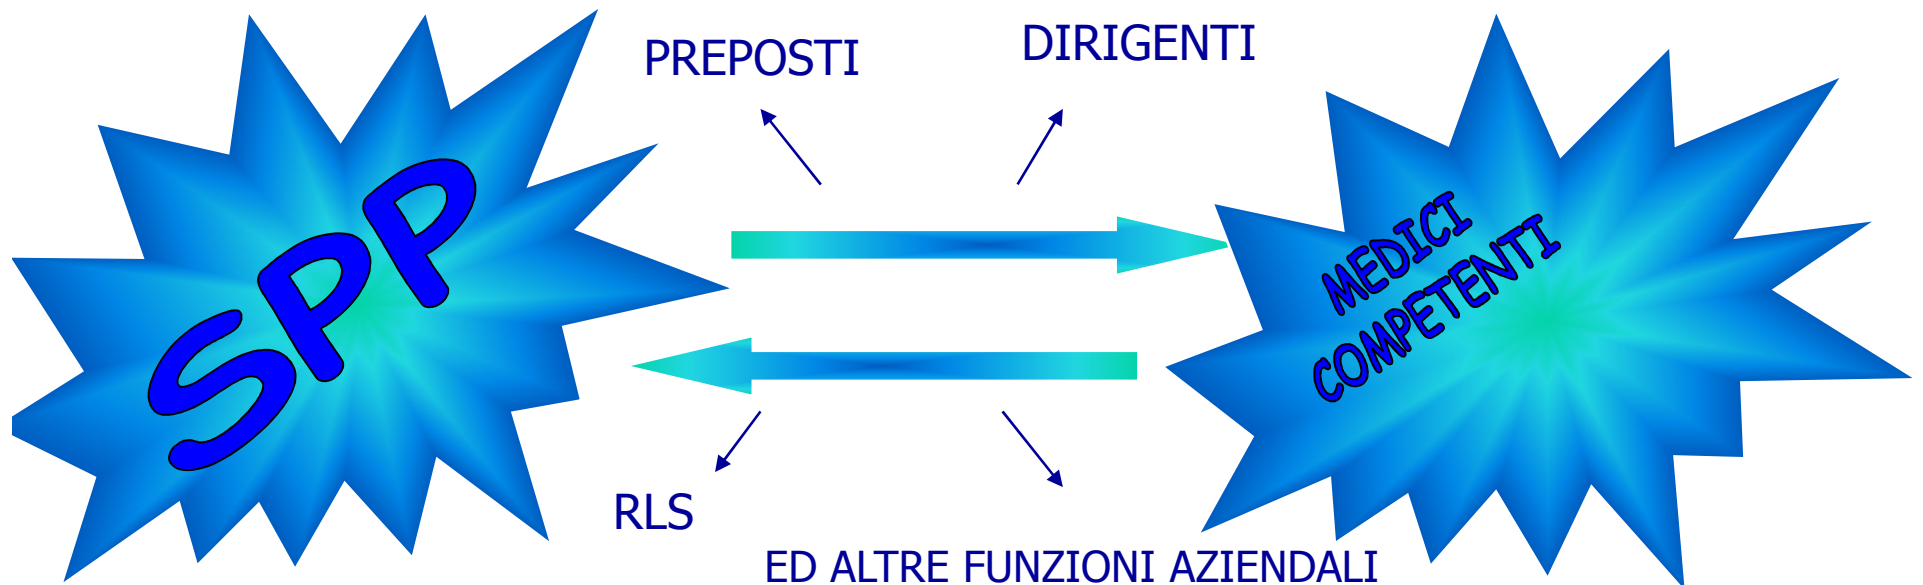 PREPOSTI
DIRIGENTI
SPP
MEDICI
COMPETENTI
RLS
ED ALTRE FUNZIONI AZIENDALI